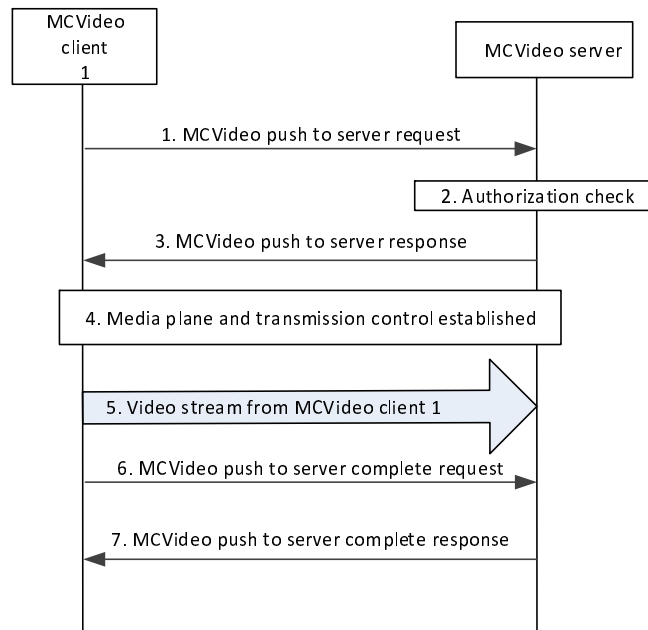 MCVideo
client
1
MCVideo server
1. MCVideo push to server request
2. Authorization check
3. MCVideo push to server response
4. Media plane and transmission control established
5. Video stream from MCVideo client 1
6. MCVideo push to server complete request
7. MCVideo push to server complete response